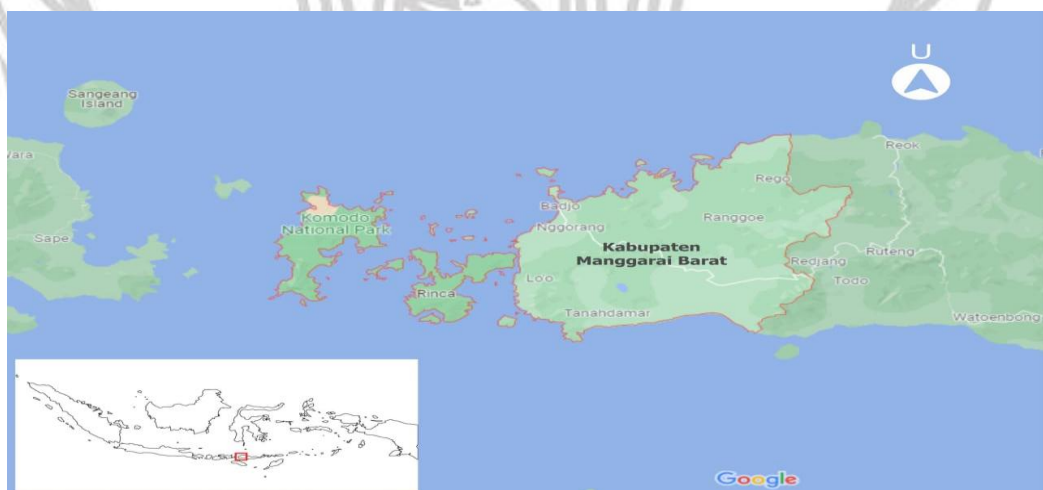 U
Sangeang
Island
Reok
Rego
Badjo
Ranggoe
Komodo
National Park
Nggorang
Kabupaten
Manggarai Barat
Sape
Ruteng
Redjang
Todo
Loo
Rinca
Tanahdamar
Watoenbong
Google